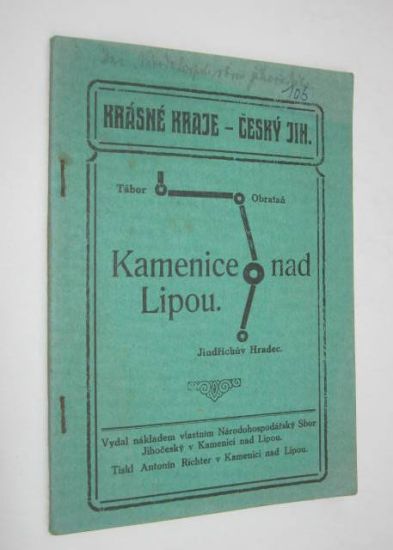 105
KRÁSNÉ KRAJE – ČESKÝ JIH.
Tábor
Obrataň
Kamenice nad
Lipou.
Jindřichův Hradec.
Vydal nákladem vlastním Národohospodářský Sbor
Jihočeský v Kamenici nad Lipou.
Tiskl Antonín Richter v Kamenici nad Lipou.